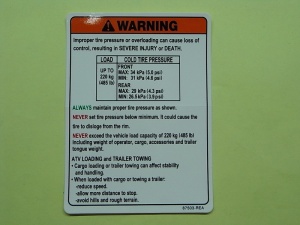 WARNING
Improper tire pressure or overloading can cause loss of
control, resulting in SEVERE INJURY or DEATH.
LOAD COLD TIRE PRESSURE
UP TO
220 kg
(485 lb)
FRONT
MAX: 34 kPa (5.0 psi)
MIN: 31 kPa (4.6 psi)
REAR
MAX: 29 kPa (4.3 psi)
MIN: 26.5 kPa (3.9 psi)
ALWAYS maintain proper tire pressure as shown.
NEVER set tire pressure below minimum. It could cause the
tire to dislodge from the rim.
NEVER exceed the vehicle load capacity of 220 kg (485 lb)
including weight of operator, cargo, accessories and trailer
tongue weight.
ATV LOADING and TRAILER TOWING
• Cargo loading or trailer towing can affect stability
and handling.
• When loaded with cargo or towing a trailer:
-reduce speed.
-allow more distance to stop.
-avoid hills and rough terrain.